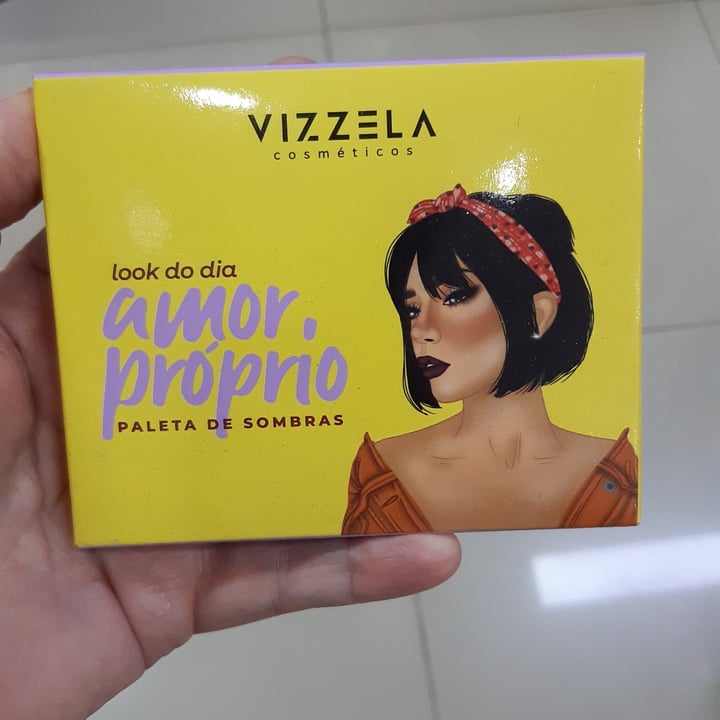 VIZZELA
cosméticos
look do dia
amor
próprio
PALETA DE SOMBRAS